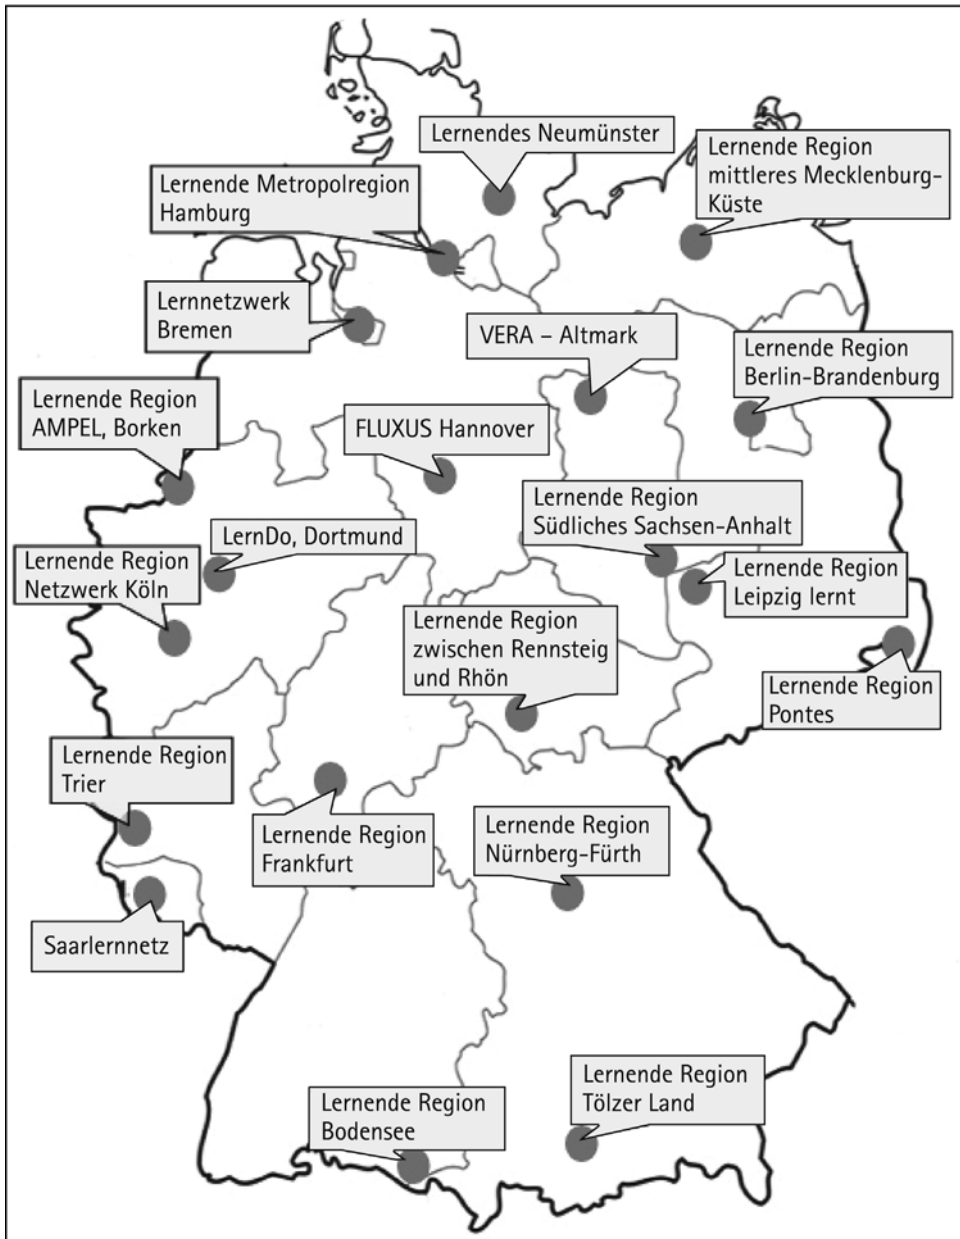 Lernendes Neumünster
Lernende Region
mittleres Mecklenburg-
Küste
Lernende Metropolregion
Hamburg
Lernnetzwerk
Bremen
VERA – Altmark
Lernende Region
Berlin-Brandenburg
Lernende Region
AMPEL, Borken
FLUXUS Hannover
Lernende Region
Südliches Sachsen-Anhalt
LernDo, Dortmund
Lernende Region
Netzwerk Köln
Lernende Region
Leipzig lernt
Lernende Region
zwischen Rennsteig
und Rhön
Lernende Region
Pontes
Lernende Region
Trier
Lernende Region
Frankfurt
Lernende Region
Nürnberg-Fürth
Saarlernnetz
Lernende Region
Tölzer Land
Lernende Region
Bodensee